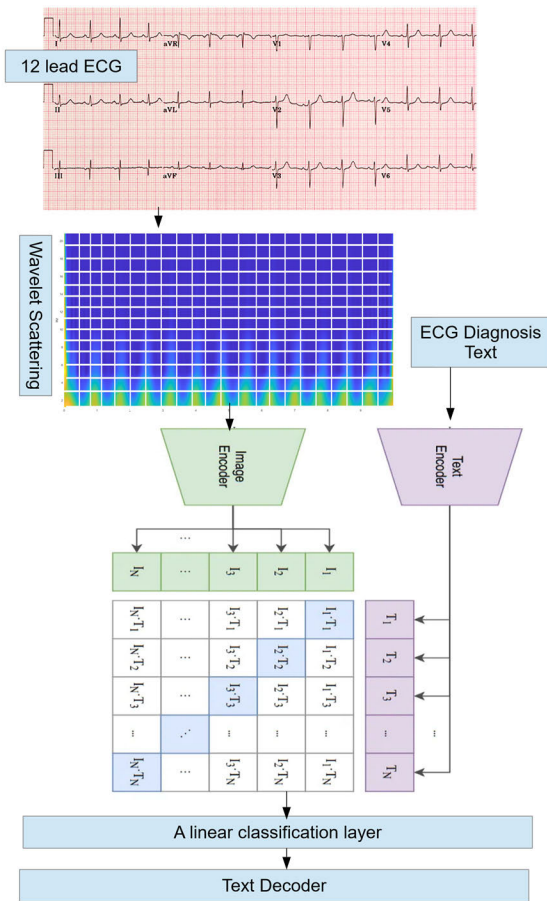 I
aVR
V1
V4
12 lead ECG
II
aVL
V2
V5
III
aVF
V3
V6
Wavelet Scattering
ECG Diagnosis
Text
Image
Encoder
Text
Encoder
...
I_N ... I_3 I_2 I_1
I_N·T_1 ... I_3·T_1 I_2·T_1 I_1·T_1 T_1
I_N·T_2 ... I_3·T_2 I_2·T_2 I_1·T_2 T_2
I_N·T_3 ... I_3·T_3 I_2·T_3 I_1·T_3 T_3
... ⋱ ... ... ... ... ...
I_N·T_N ... I_3·T_N I_2·T_N I_1·T_N T_N
A linear classification layer
Text Decoder